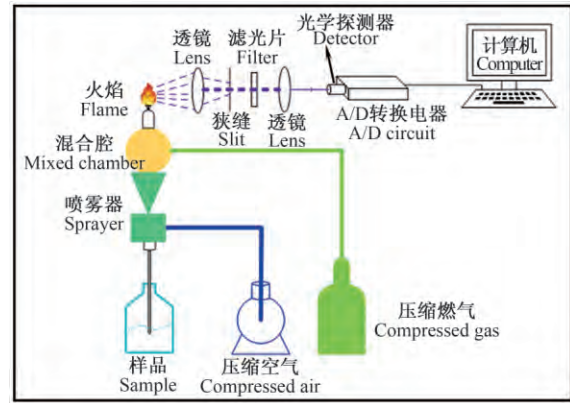 光学探测器
Detector
透镜
Lens
滤光片
Filter
计算机
Computer
火焰
Flame
狭缝
Slit
透镜
Lens
A/D转换电器
A/D circuit
混合腔
Mixed chamber
喷雾器
Sprayer
压缩燃气
Compressed gas
样品
Sample
压缩空气
Compressed air